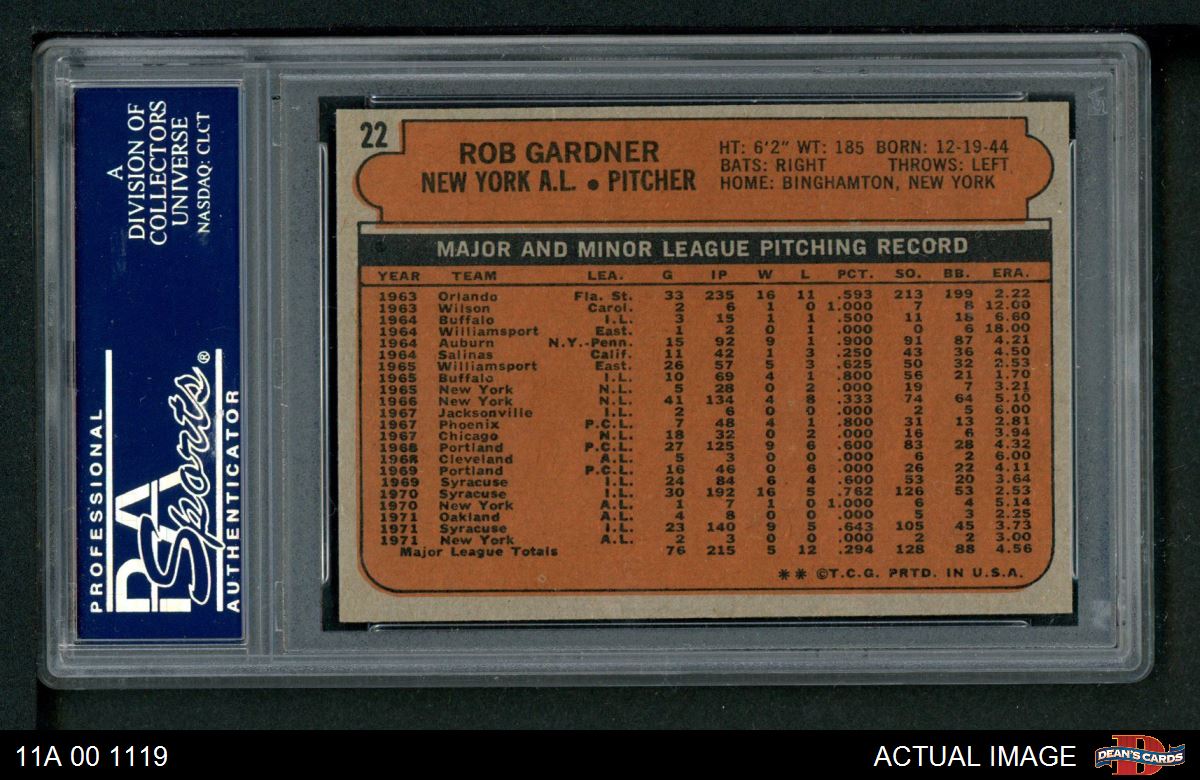 A
DIVISION OF
COLLECTORS
UNIVERSE
NASDAQ: CLCT
PROFESSIONAL
PSA
Sports®
AUTHENTICATOR
22
ROB GARDNER
NEW YORK A.L. • PITCHER
HT: 6'2" WT: 185 BORN: 12-19-44
BATS: RIGHT THROWS: LEFT
HOME: BINGHAMTON, NEW YORK
MAJOR AND MINOR LEAGUE PITCHING RECORD
YEAR TEAM LEA. G IP W L PCT. SO. BB. ERA.
1963 Orlando Fla. St. 33 235 16 11 .593 213 199 2.22
1963 Wilson Carol. 2 6 1 0 1.000 7 8 12.00
1964 Buffalo I.L. 3 15 1 1 .500 11 18 6.60
1964 Williamsport East. 1 2 0 1 .000 0 6 18.00
1964 Auburn N.Y.-Penn. 15 92 9 1 .900 91 87 4.21
1964 Salinas Calif. 11 42 1 3 .250 43 36 4.50
1965 Williamsport East. 26 57 5 3 .625 50 32 2.53
1965 Buffalo I.L. 10 69 4 1 .800 56 21 1.70
1965 New York N.L. 5 28 0 2 .000 19 7 3.21
1966 New York N.L. 41 134 4 8 .333 74 64 5.10
1967 Jacksonville I.L. 2 6 0 0 .000 2 5 6.00
1967 Phoenix P.C.L. 7 48 4 1 .800 31 13 2.81
1967 Chicago N.L. 18 32 0 2 .000 16 6 3.94
1968 Portland P.C.L. 27 125 9 6 .600 83 28 4.32
1968 Cleveland A.L. 5 3 0 0 .000 6 2 6.00
1969 Portland P.C.L. 16 46 0 6 .000 26 22 4.11
1969 Syracuse I.L. 24 84 6 4 .600 53 20 3.64
1970 Syracuse I.L. 30 192 16 5 .762 126 53 2.53
1970 New York A.L. 1 7 1 0 1.000 6 4 5.14
1971 Oakland A.L. 4 8 0 0 .000 5 3 2.25
1971 Syracuse I.L. 23 140 9 5 .643 105 45 3.73
1971 New York A.L. 2 3 0 0 .000 2 2 3.00
Major League Totals 76 215 5 12 .294 128 88 4.56
** ©T.C.G. PRTD. IN U.S.A.
11A 00 1119
ACTUAL IMAGE
DEAN'S CARDS